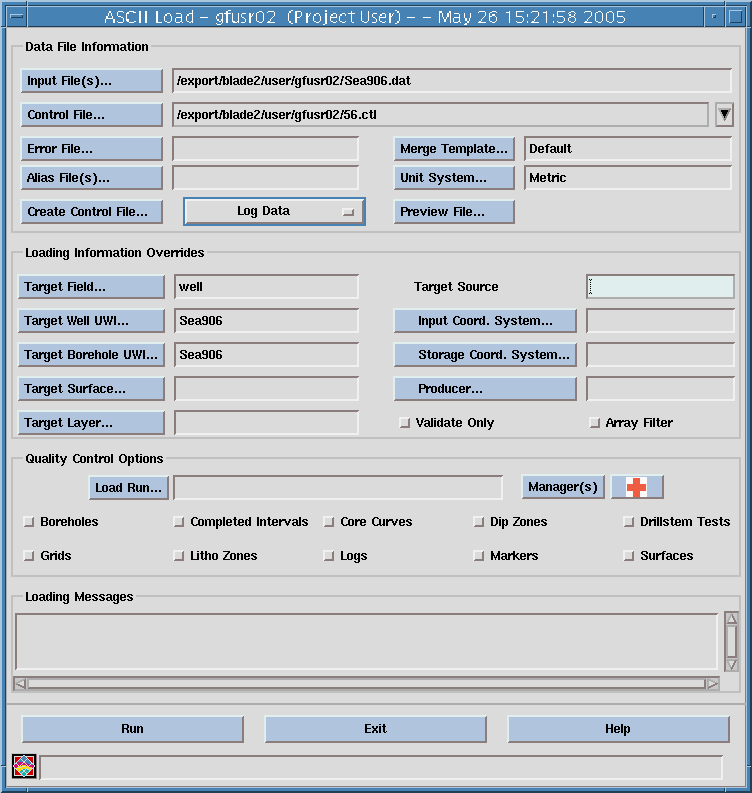 ASCII Load - gfusr02 (Project User) - - May 26 15:21:58 2005
Data File Information
Input File(s)... /export/blade2/user/gfusr02/Sea906.dat
Control File... /export/blade2/user/gfusr02/56.ctl
Error File... Merge Template... Default
Alias File(s)... Unit System... Metric
Create Control File... Log Data Preview File...
Loading Information Overrides
Target Field... well Target Source
Target Well UWI... Sea906 Input Coord. System...
Target Borehole UWI... Sea906 Storage Coord. System...
Target Surface... Producer...
Target Layer... Validate Only Array Filter
Quality Control Options
Load Run... Manager(s)
Boreholes Completed Intervals Core Curves Dip Zones Drillstem Tests
Grids Litho Zones Logs Markers Surfaces
Loading Messages
Run Exit Help